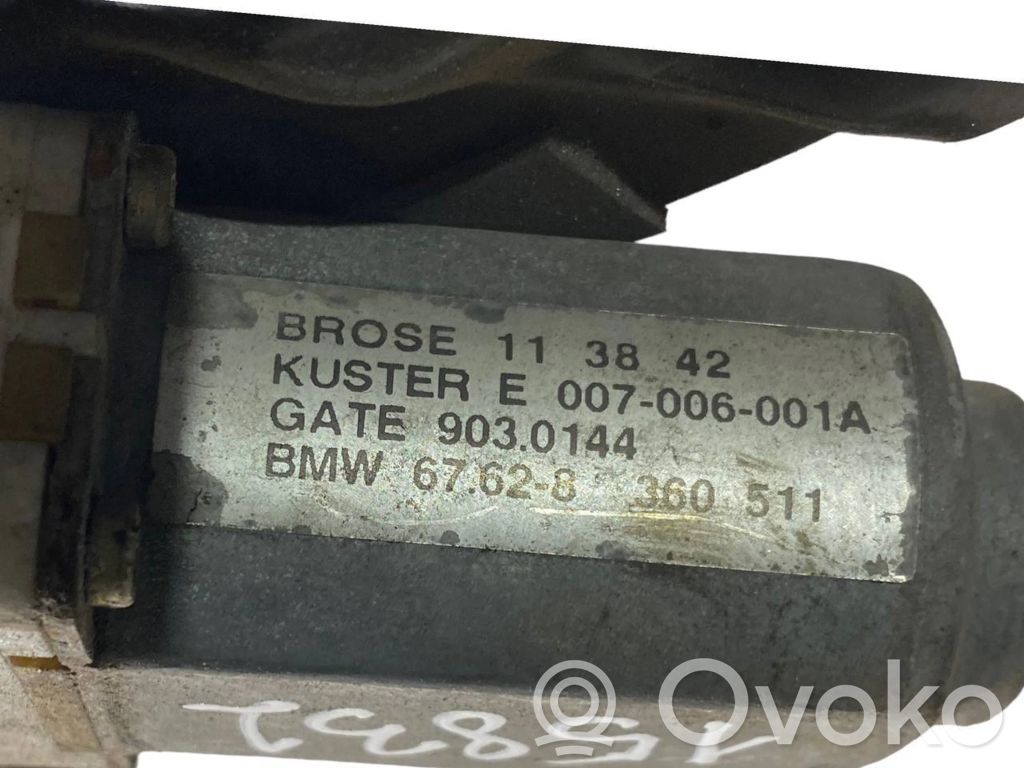 BROSE 11 38 42
KUSTER E 007-006-001A
GATE 903.0144
BMW 67.62-8 360 511
Ovoko